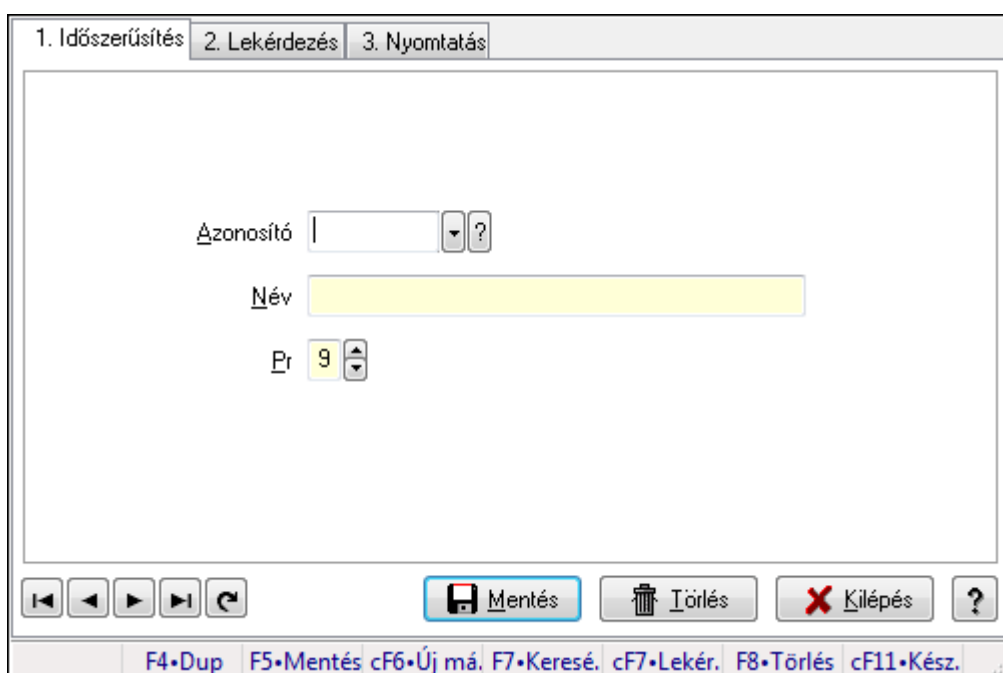 1. Időszerűsítés 2. Lekérdezés 3. Nyomtatás
Azonosító ?
Név
Pr 9
Mentés Törlés Kilépés ?
F4•Dup F5•Mentés cF6•Új má. F7•Keresé. cF7•Lekér. F8•Törlés cF11•Kész.